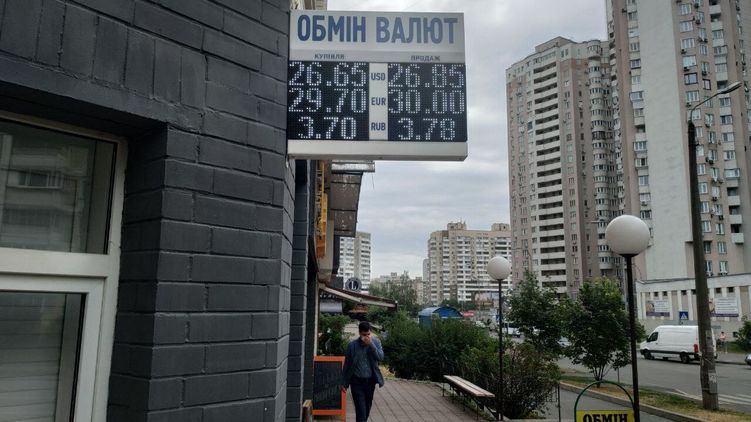 ОБМІН ВАЛЮТ
КУПІВЛЯ ПРОДАЖ
26.65 USD 26.85
29.70 EUR 30.00
3.70 RUB 3.78
ОБМІН